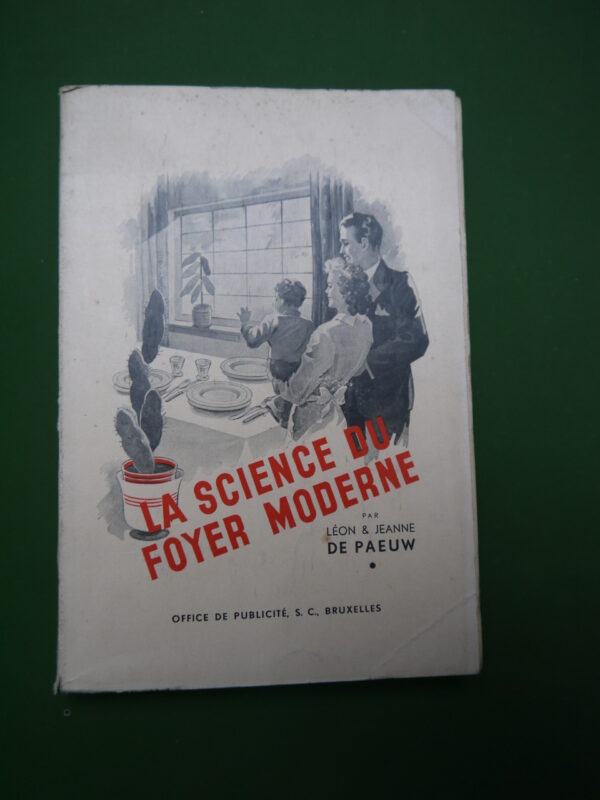 LA SCIENCE DU
FOYER MODERNE
PAR
LÉON & JEANNE
DE PAEUW
OFFICE DE PUBLICITÉ, S. C., BRUXELLES